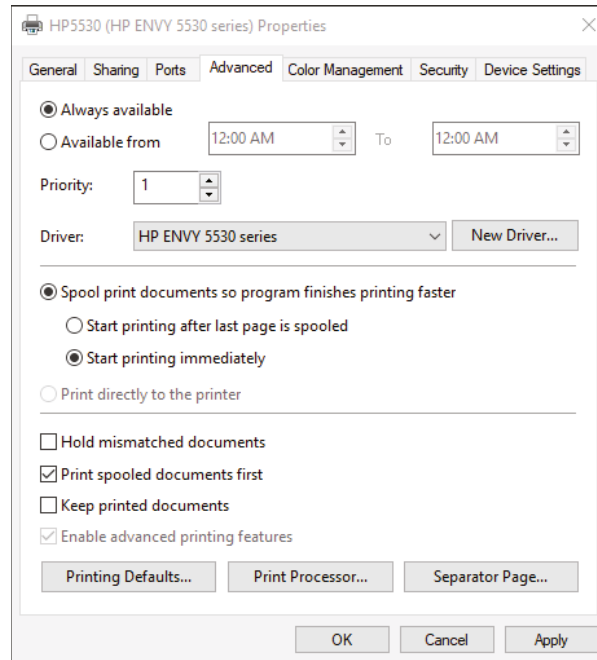 HP5530 (HP ENVY 5530 series) Properties
General Sharing Ports Advanced Color Management Security Device Settings
Always available
Available from 12:00 AM To 12:00 AM
Priority: 1
Driver: HP ENVY 5530 series New Driver...
Spool print documents so program finishes printing faster
Start printing after last page is spooled
Start printing immediately
Print directly to the printer
Hold mismatched documents
Print spooled documents first
Keep printed documents
Enable advanced printing features
Printing Defaults... Print Processor... Separator Page...
OK Cancel Apply